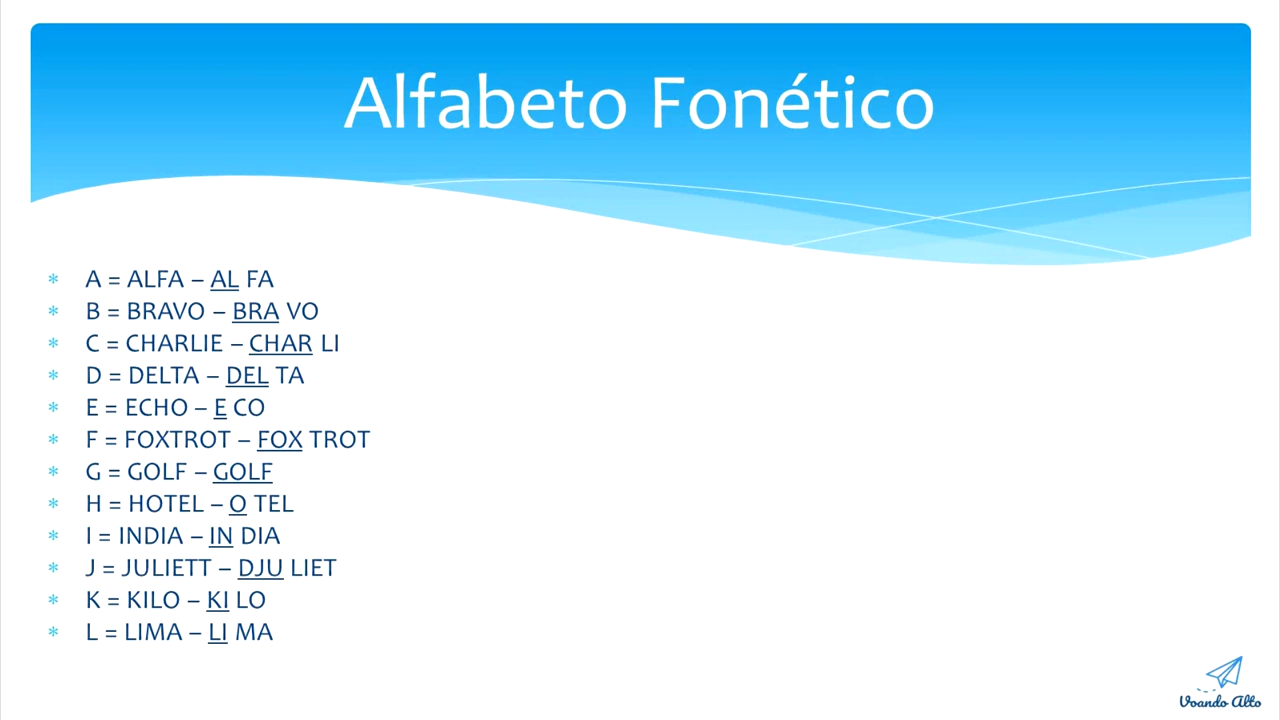 Alfabeto Fonético
* A = ALFA – AL FA
* B = BRAVO – BRA VO
* C = CHARLIE – CHAR LI
* D = DELTA – DEL TA
* E = ECHO – E CO
* F = FOXTROT – FOX TROT
* G = GOLF – GOLF
* H = HOTEL – O TEL
* I = INDIA – IN DIA
* J = JULIETT – DJU LIET
* K = KILO – KI LO
* L = LIMA – LI MA
Voando Alto